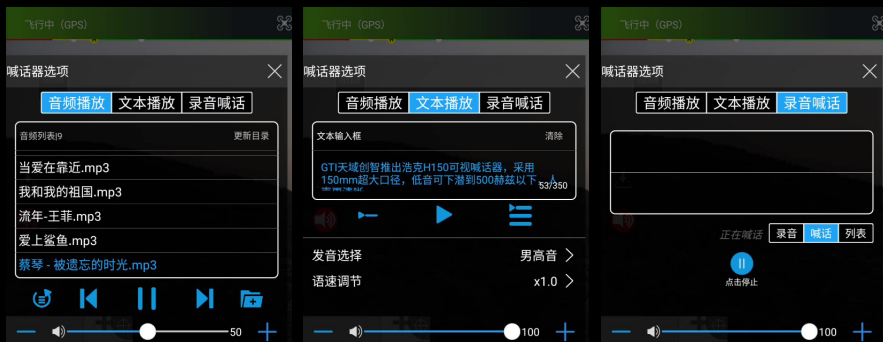 飞行中（GPS）
喊话器选项
音频播放 文本播放 录音喊话
音频列表|9 更新目录
当爱在靠近.mp3
我和我的祖国.mp3
流年-王菲.mp3
爱上鲨鱼.mp3
蔡琴 - 被遗忘的时光.mp3
50
飞行中（GPS）
喊话器选项
音频播放 文本播放 录音喊话
文本输入框 清除
GTI天域创智推出浩克H150可视喊话器，采用
150mm超大口径，低音可下潜到500赫兹以下，人
53/350
发音选择 男高音
语速调节 x1.0
100
飞行中（GPS）
喊话器选项
音频播放 文本播放 录音喊话
正在喊话 录音 喊话 列表
点击停止
100